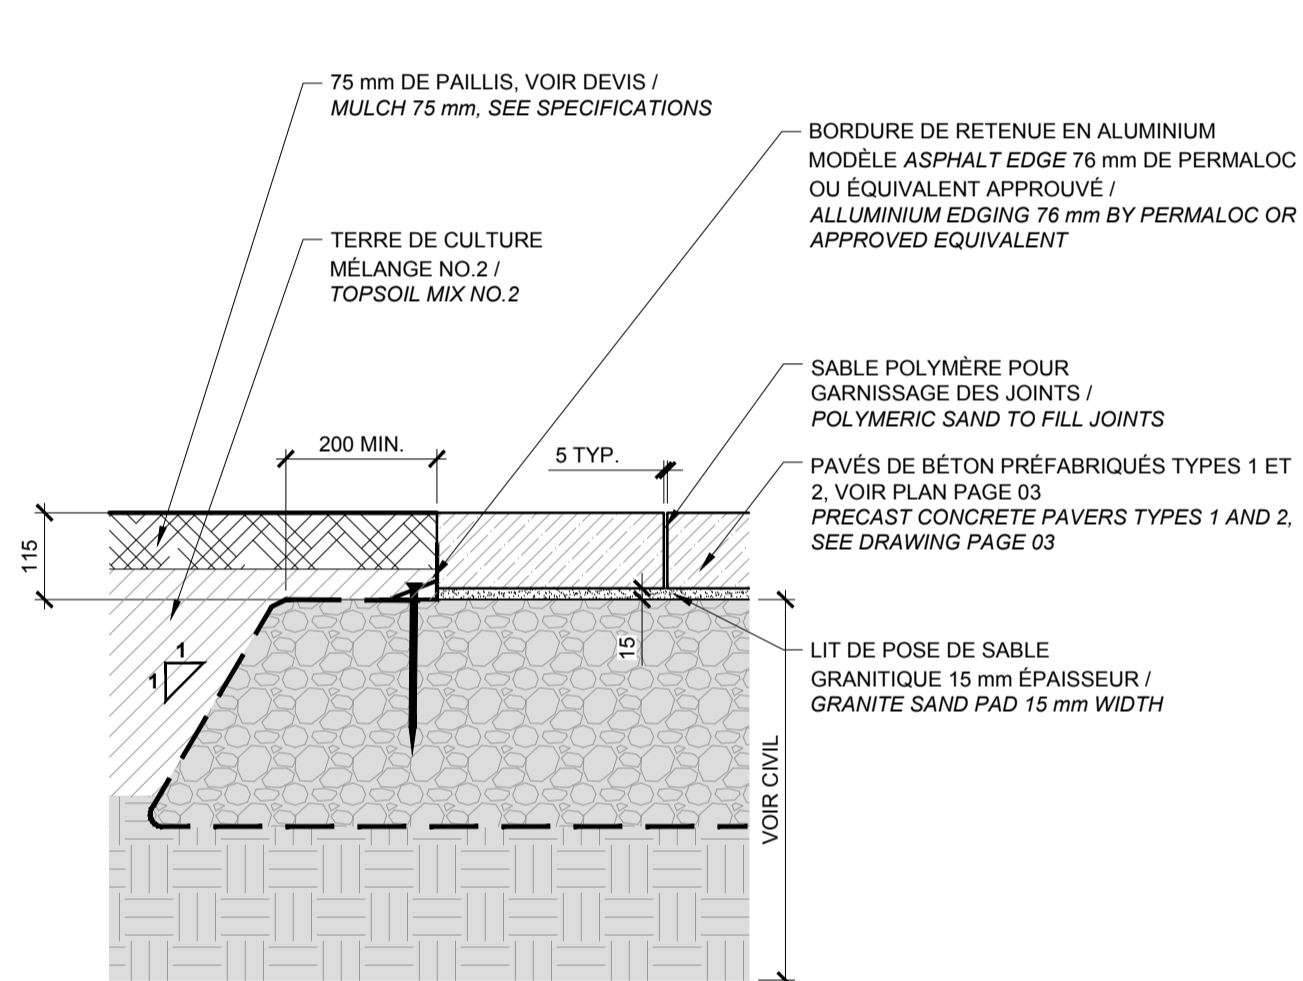 75 mm DE PAILLIS, VOIR DEVIS /
MULCH 75 mm, SEE SPECIFICATIONS
BORDURE DE RETENUE EN ALUMINIUM
MODÈLE ASPHALT EDGE 76 mm DE PERMALOC
OU ÉQUIVALENT APPROUVÉ /
ALLUMINIUM EDGING 76 mm BY PERMALOC OR
APPROVED EQUIVALENT
TERRE DE CULTURE
MÉLANGE NO.2 /
TOPSOIL MIX NO.2
SABLE POLYMÈRE POUR
GARNISSAGE DES JOINTS /
POLYMERIC SAND TO FILL JOINTS
200 MIN.
5 TYP.
PAVÉS DE BÉTON PRÉFABRIQUÉS TYPES 1 ET
2, VOIR PLAN PAGE 03
PRECAST CONCRETE PAVERS TYPES 1 AND 2,
SEE DRAWING PAGE 03
115
15
1
1
LIT DE POSE DE SABLE
GRANITIQUE 15 mm ÉPAISSEUR /
GRANITE SAND PAD 15 mm WIDTH
VOIR CIVIL